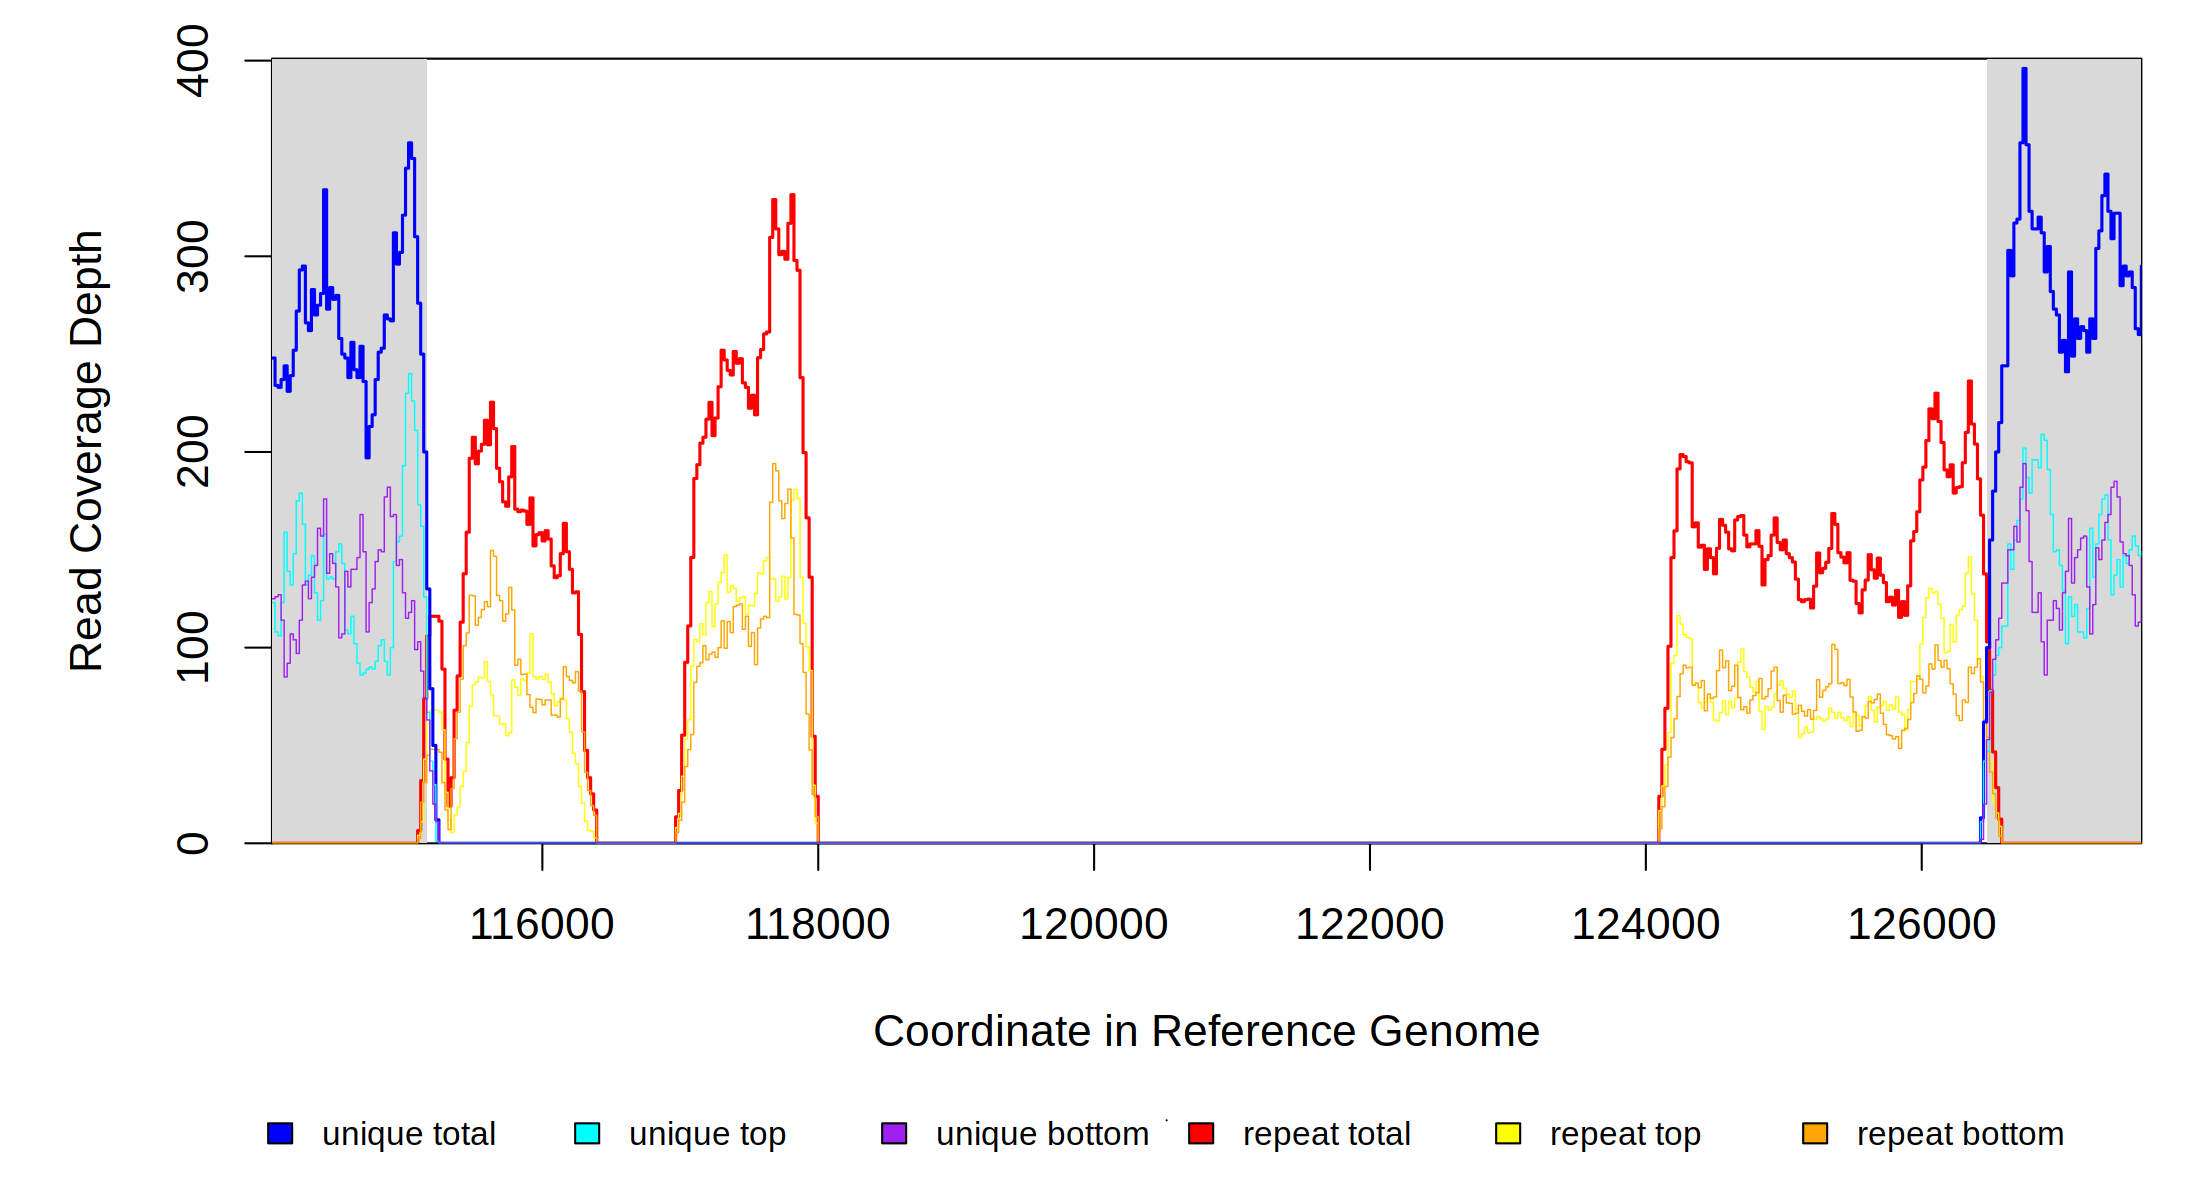 400
300
200
100
0
Read Coverage Depth
116000 118000 120000 122000 124000 126000
Coordinate in Reference Genome
unique total unique top unique bottom repeat total repeat top repeat bottom